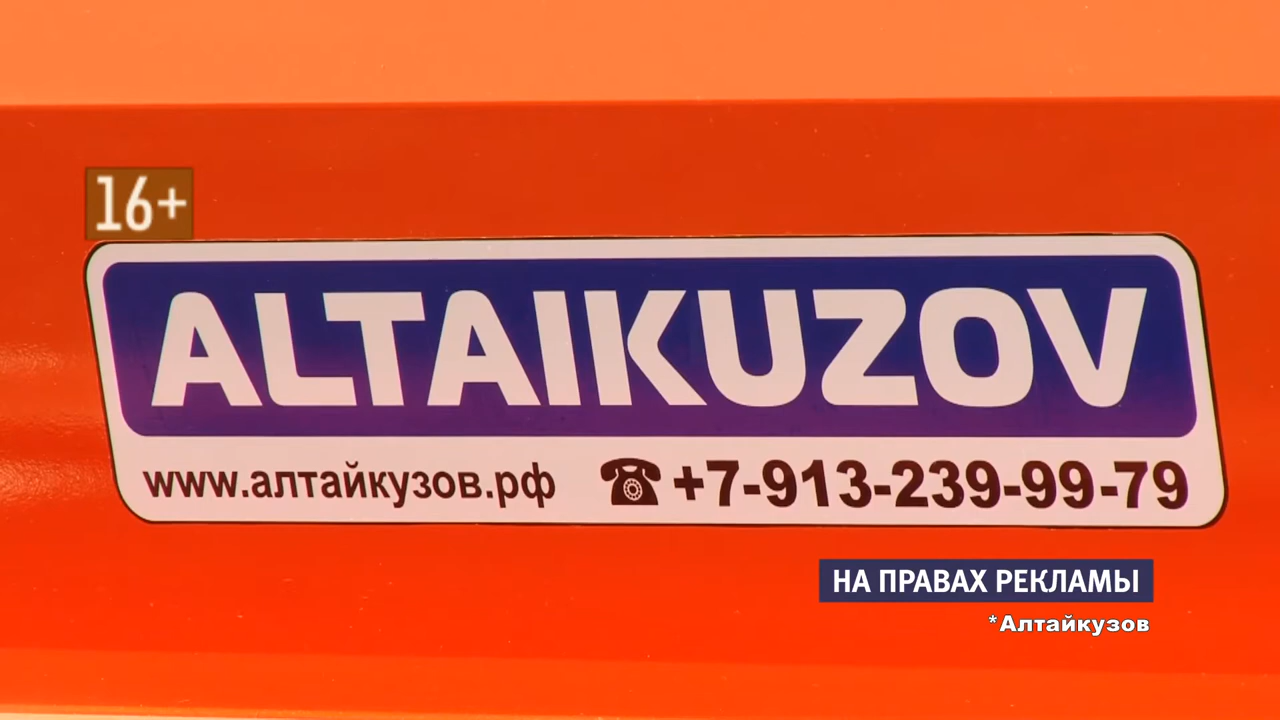 16+
ALTAIKUZOV
www.алтайкузов.рф ☎+7-913-239-99-79
НА ПРАВАХ РЕКЛАМЫ
*Алтайкузов